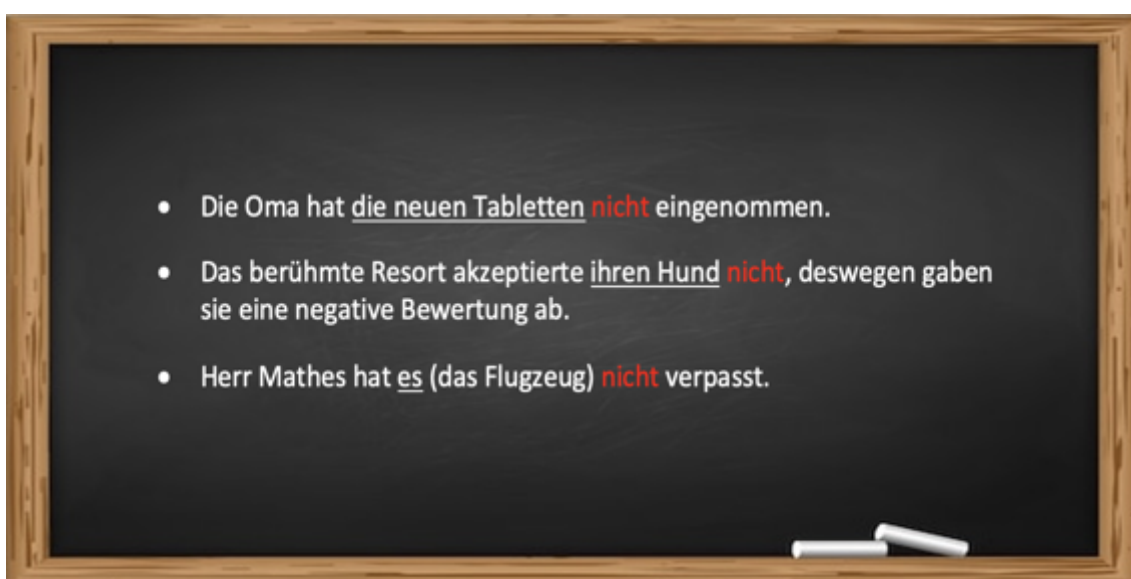 • Die Oma hat die neuen Tabletten nicht eingenommen.
• Das berühmte Resort akzeptierte ihren Hund nicht, deswegen gaben
sie eine negative Bewertung ab.
• Herr Mathes hat es (das Flugzeug) nicht verpasst.